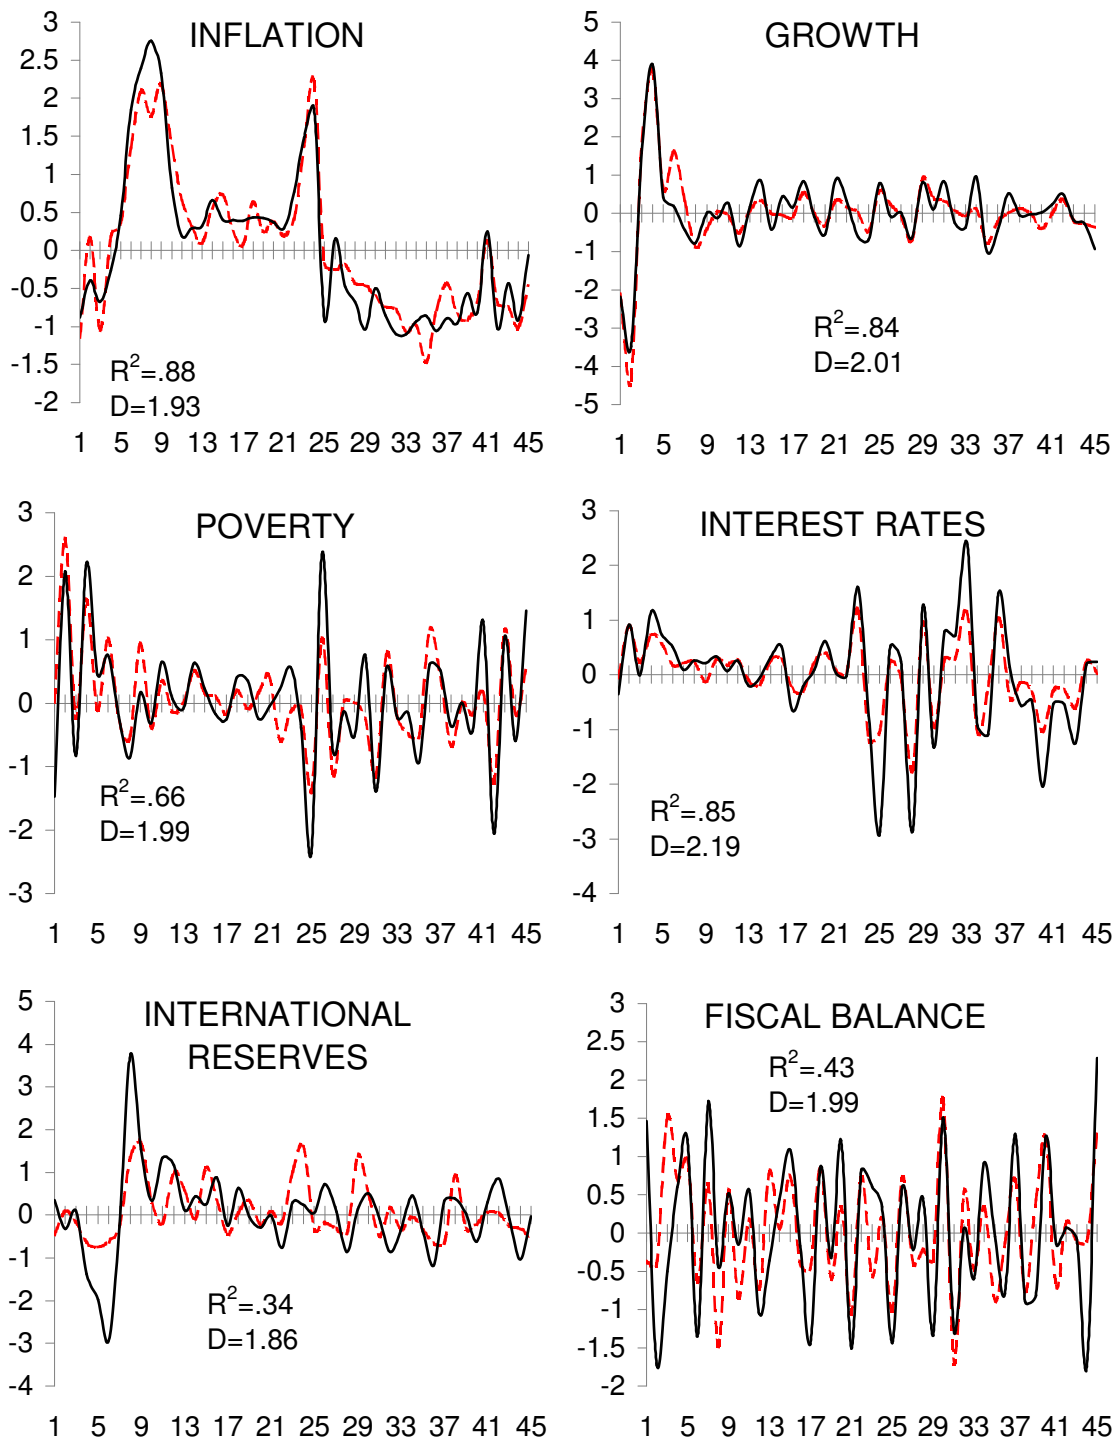 INFLATION
3
2.5
2
1.5
1
0.5
0
-0.5
-1
-1.5
-2
R²=.88
D=1.93
1 5 9 13 17 21 25 29 33 37 41 45
GROWTH
5
4
3
2
1
0
-1
-2
-3
-4
-5
R²=.84
D=2.01
1 5 9 13 17 21 25 29 33 37 41 45
POVERTY
3
2
1
0
-1
-2
-3
R²=.66
D=1.99
1 5 9 13 17 21 25 29 33 37 41 45
INTEREST RATES
3
2
1
0
-1
-2
-3
-4
R²=.85
D=2.19
1 5 9 13 17 21 25 29 33 37 41 45
INTERNATIONAL
RESERVES
5
4
3
2
1
0
-1
-2
-3
-4
R²=.34
D=1.86
1 5 9 13 17 21 25 29 33 37 41 45
FISCAL BALANCE
3
2.5
2
1.5
1
0.5
0
-0.5
-1
-1.5
-2
R²=.43
D=1.99
1 5 9 13 17 21 25 29 33 37 41 45